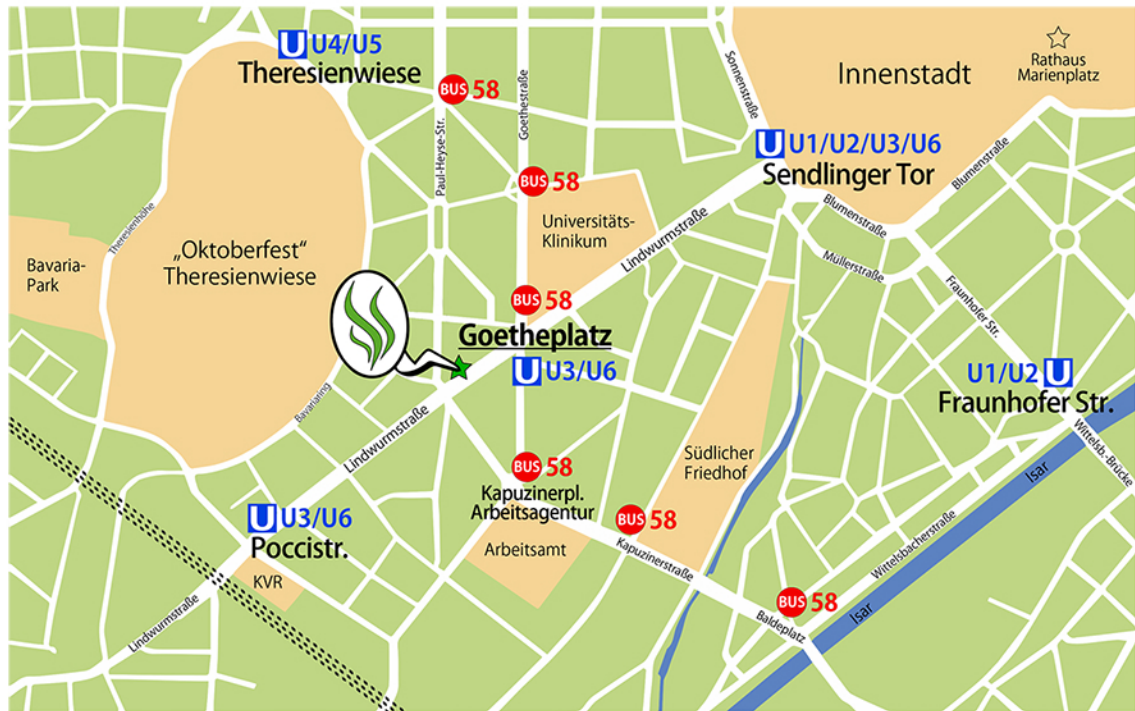 U U4/U5
Theresienwiese
BUS 58
Goethestraße
Sonnenstraße
Innenstadt
Rathaus
Marienplatz
U U1/U2/U3/U6
Sendlinger Tor
Paul-Heyse-Str.
BUS 58
Blumenstraße
Blumenstraße
Universitäts-
Klinikum
Lindwurmstraße
Theresienhöhe
„Oktoberfest“
Theresienwiese
Bavaria-
Park
Müllerstraße
Fraunhofer Str.
BUS 58
Goetheplatz
U U3/U6
U1/U2 U
Fraunhofer Str.
Bavariaring
Lindwurmstraße
Wittelsb.-Brücke
Südlicher
Friedhof
BUS 58
Kapuzinerpl.
Arbeitsagentur
Isar
U U3/U6
Poccistr.
BUS 58
Arbeitsamt
Kapuzinerstraße
Wittelsbacherstraße
KVR
BUS 58
Baldeplatz
Isar
Lindwurmstraße